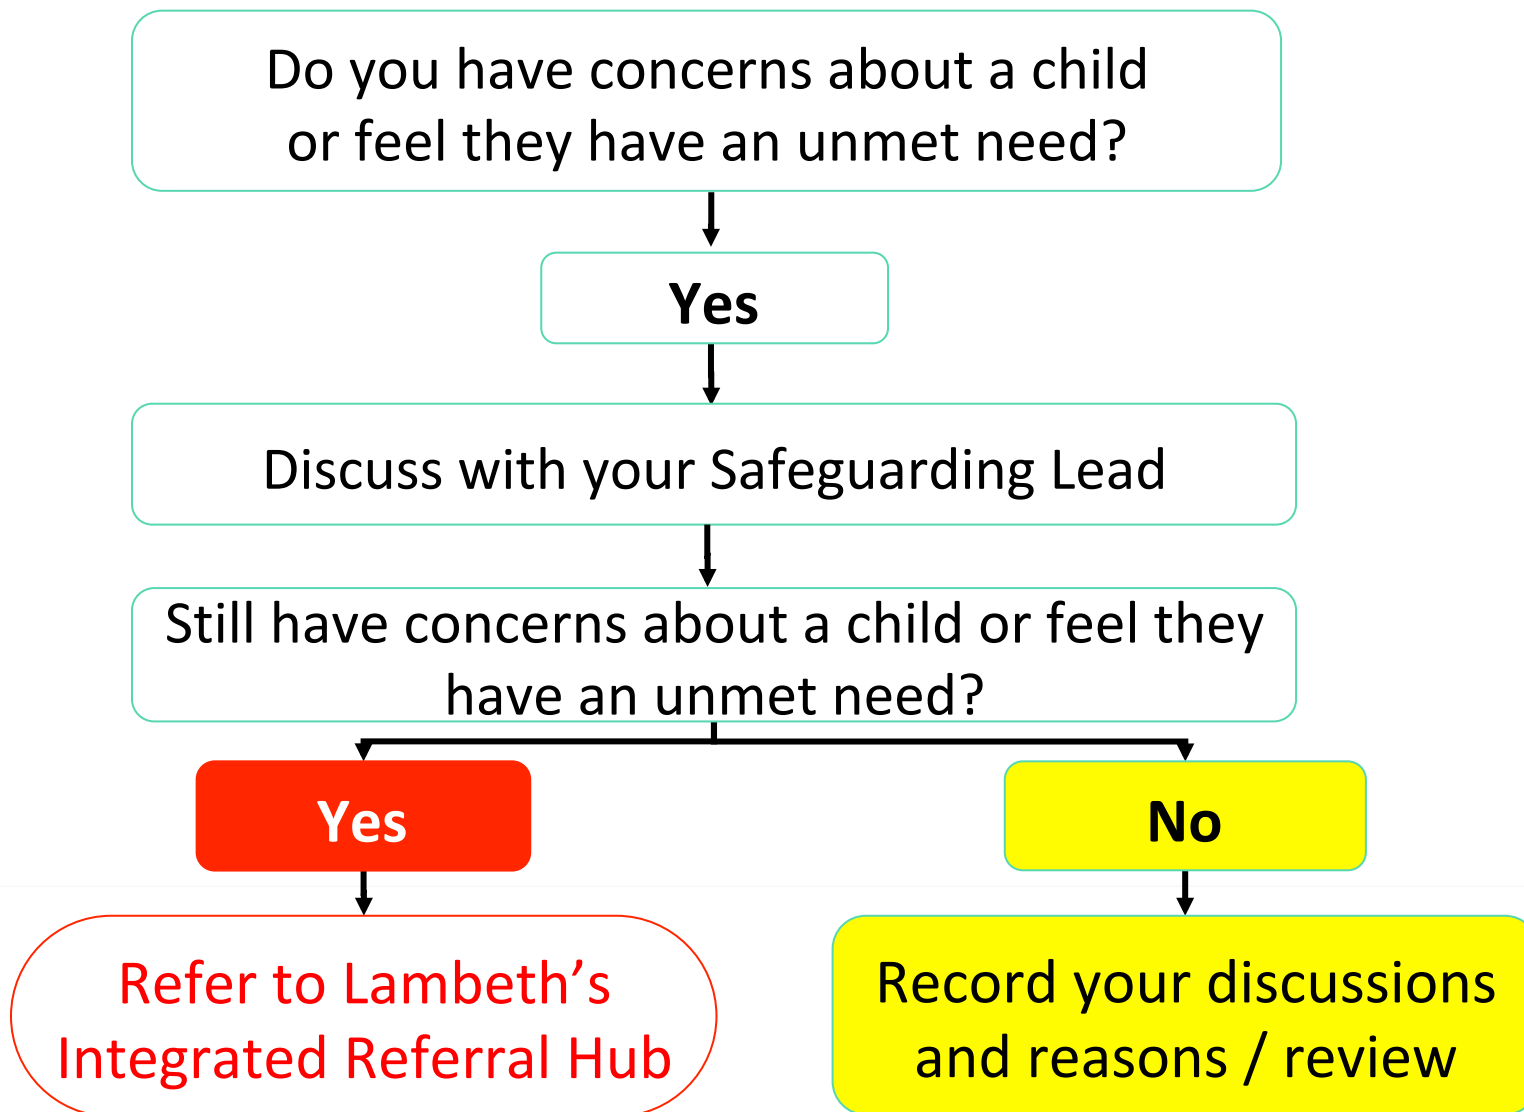 Do you have concerns about a child
or feel they have an unmet need?
Yes
Discuss with your Safeguarding Lead
Still have concerns about a child or feel they
have an unmet need?
Yes
No
Refer to Lambeth’s
Integrated Referral Hub
Record your discussions
and reasons / review